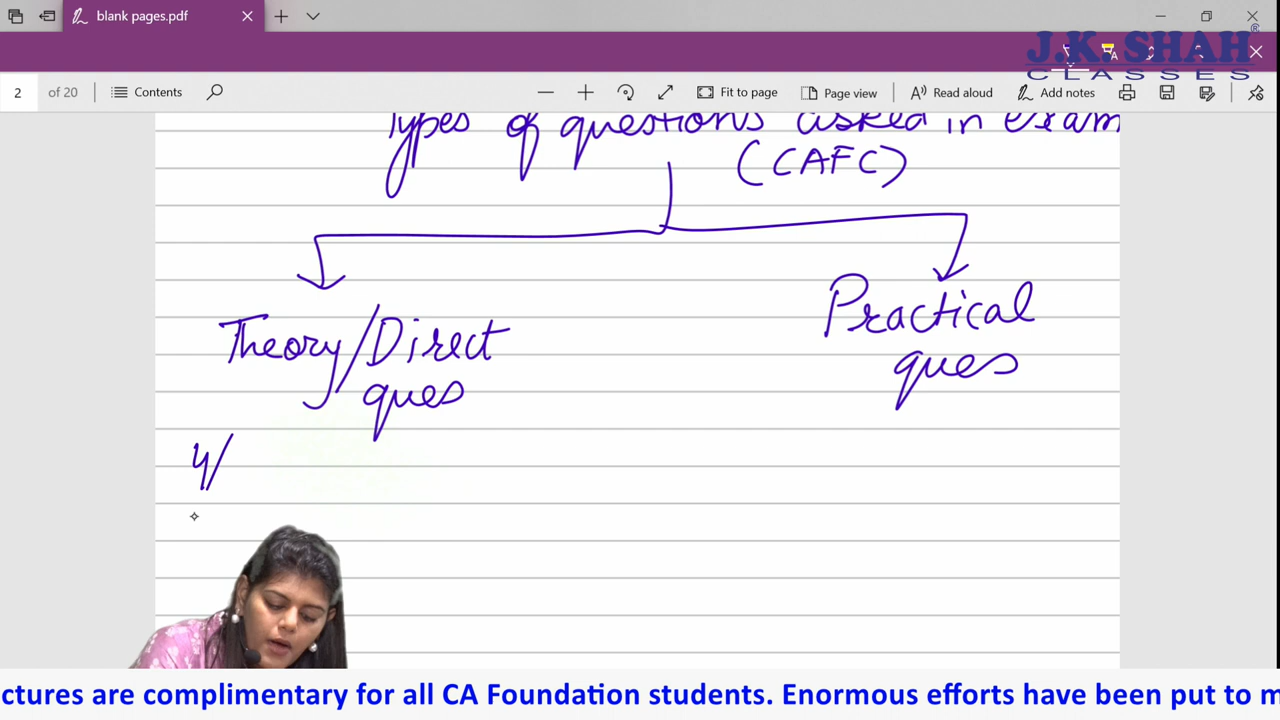 blank pages.pdf
J.K. SHAH®
CLASSES
2 of 20 Contents Fit to page Page view Read aloud Add notes
Types of questions asked in exam
(CAFC)
Theory/Direct
ques
Practical
ques
4/
ctures are complimentary for all CA Foundation students. Enormous efforts have been put to m